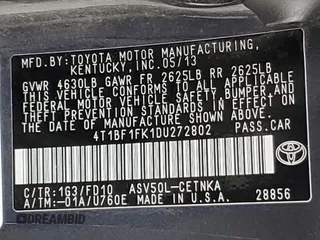 MFD.BY: TOYOTA MOTOR MANUFACTURING,
KENTUCKY, INC. 05/13
GVWR 4630LB GAWR FR 2625LB RR 2625LB
THIS VEHICLE CONFORMS TO ALL APPLICABLE
FEDERAL MOTOR VEHICLE SAFETY, BUMPER, AND
THEFT PREVENTION STANDARDS IN EFFECT ON
THE DATE OF MANUFACTURE SHOWN ABOVE.
4T1BF1FK1DU272802 PASS.CAR
C/TR: 1G3/FD10 ASV50L-CETNKA
A/TM: -01A/U760E MADE IN U.S.A.
TOYOTA
28856
DREAMBID